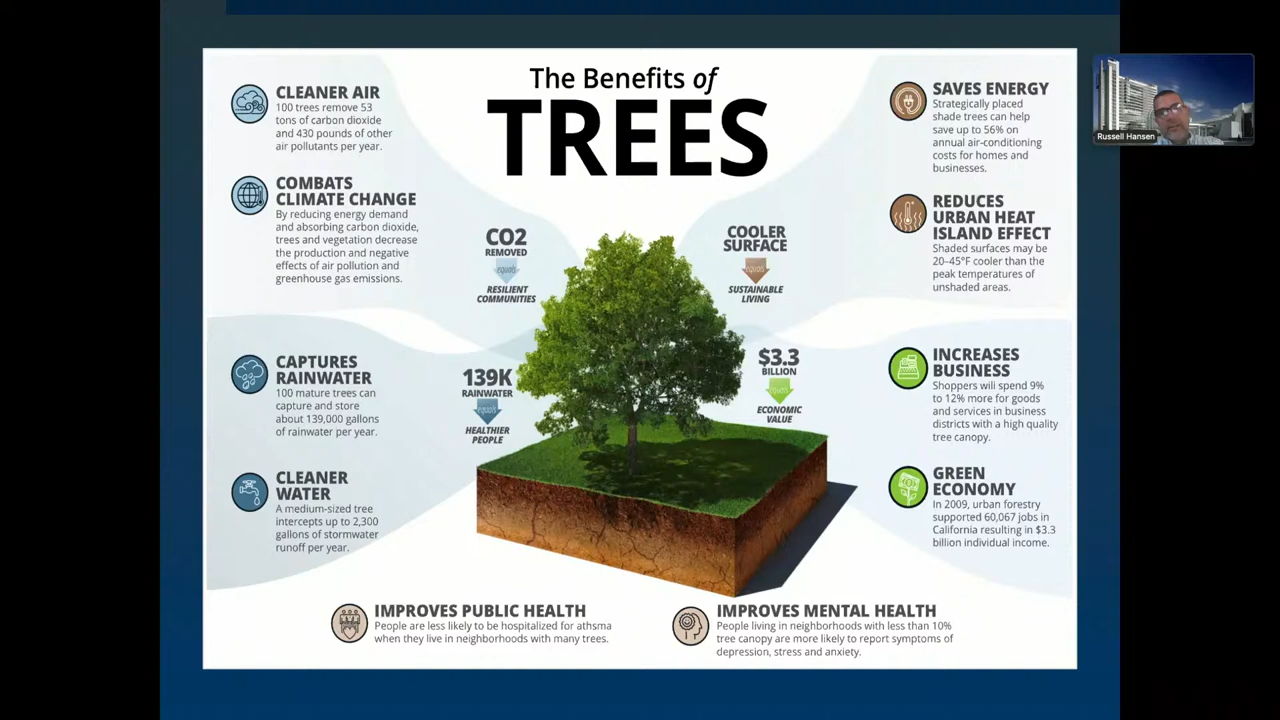 The Benefits of
TREES
CLEANER AIR
100 trees remove 53
tons of carbon dioxide
and 430 pounds of other
air pollutants per year.
COMBATS
CLIMATE CHANGE
By reducing energy demand
and absorbing carbon dioxide,
trees and vegetation decrease
the production and negative
effects of air pollution and
greenhouse gas emissions.
CAPTURES
RAINWATER
100 mature trees can
capture and store
about 139,000 gallons
of rainwater per year.
CLEANER
WATER
A medium-sized tree
intercepts up to 2,300
gallons of stormwater
runoff per year.
CO2
REMOVED
equals
RESILIENT
COMMUNITIES
139K
RAINWATER
equals
HEALTHIER
PEOPLE
COOLER
SURFACE
equals
SUSTAINABLE
LIVING
$3.3
BILLION
equals
ECONOMIC
VALUE
SAVES ENERGY
Strategically placed
shade trees can help
save up to 56% on
annual air-conditioning
costs for homes and
businesses.
REDUCES
URBAN HEAT
ISLAND EFFECT
Shaded surfaces may be
20–45°F cooler than the
peak temperatures of
unshaded areas.
INCREASES
BUSINESS
Shoppers will spend 9%
to 12% more for goods
and services in business
districts with a high quality
tree canopy.
GREEN
ECONOMY
In 2009, urban forestry
supported 60,067 jobs in
California resulting in $3.3
billion individual income.
IMPROVES PUBLIC HEALTH
People are less likely to be hospitalized for athsma
when they live in neighborhoods with many trees.
IMPROVES MENTAL HEALTH
People living in neighborhoods with less than 10%
tree canopy are more likely to report symptoms of
depression, stress and anxiety.
Russell Hansen